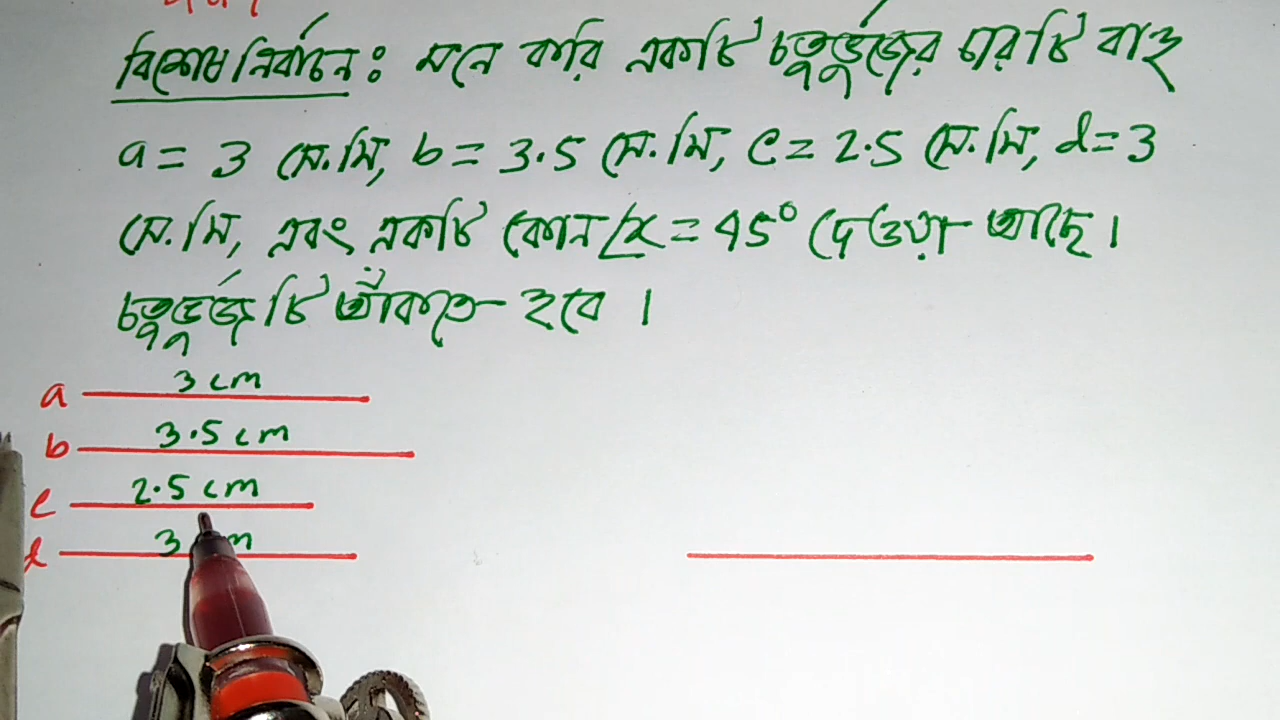 বিশেষ নির্বাচন : মনে করি একটি চতুর্ভুজের চারটি বাহু
a = 3 সে.মি, b = 3.5 সে.মি, c = 2.5 সে.মি, d = 3
সে.মি, এবং একটি কোন ∠x = 45° দেওয়া আছে।
চতুর্ভুজটি আঁকতে হবে।
a 3 cm
b 3.5 cm
c 2.5 cm
d 3 m